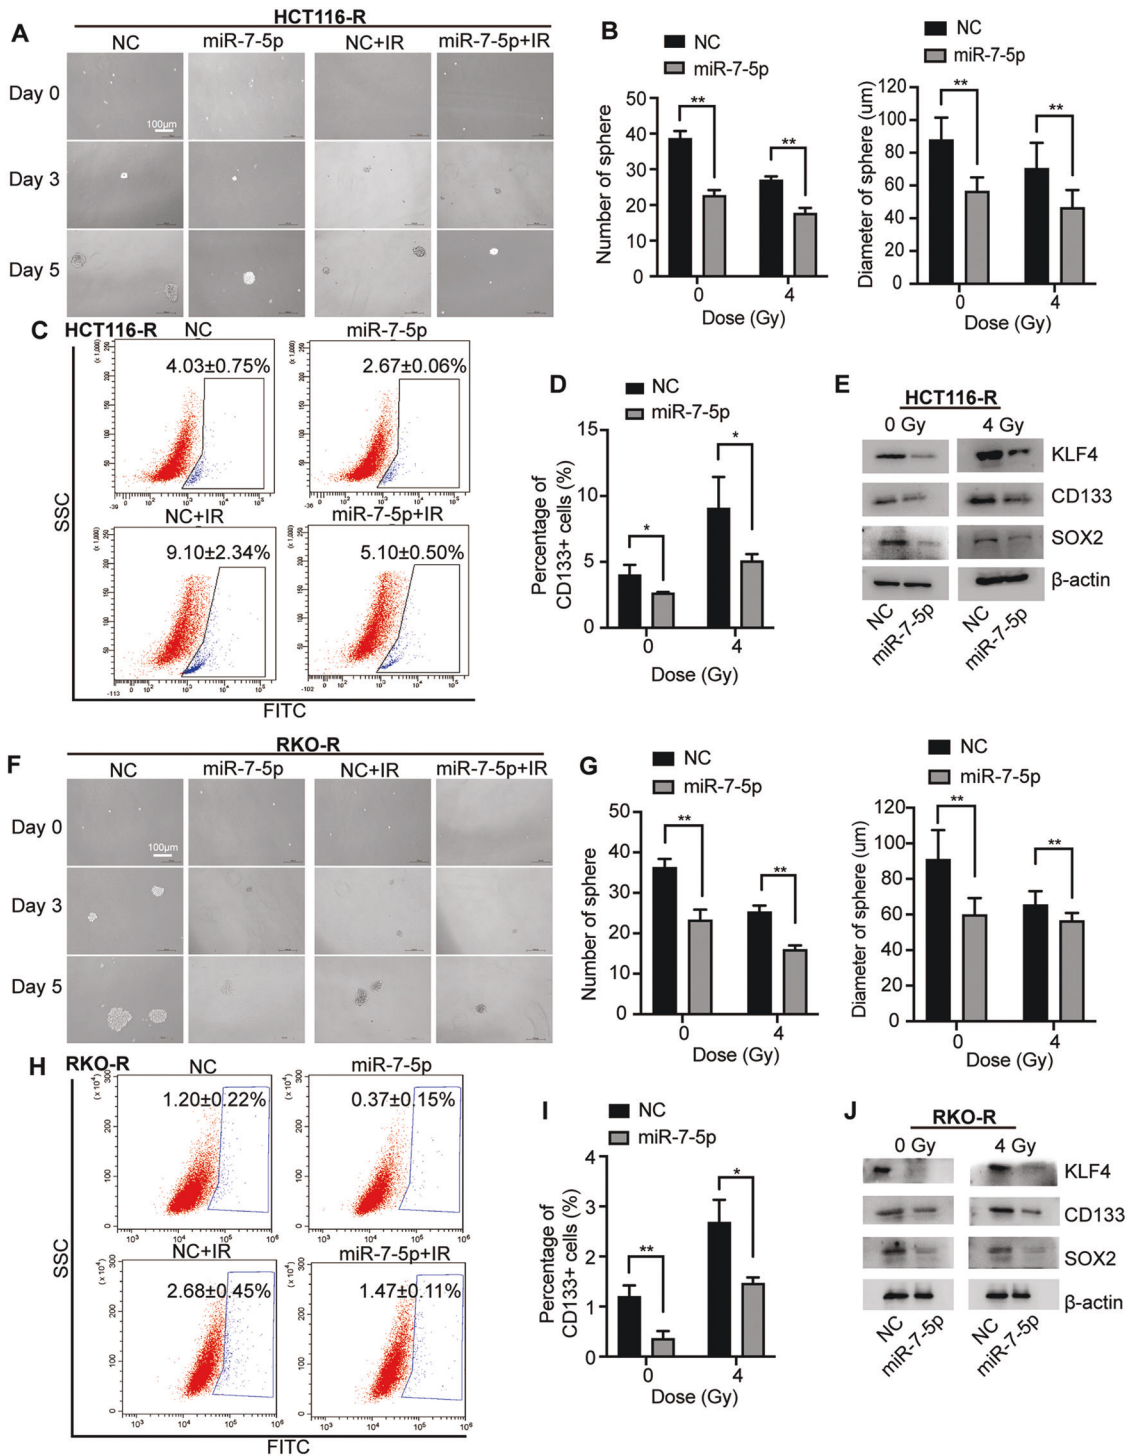 A
HCT116-R
NC
miR-7-5p
NC+IR
miR-7-5p+IR
Day 0
100μm
Day 3
Day 5
B
NC
miR-7-5p
Number of sphere
50
40
30
20
10
0
**
**
0
4
Dose (Gy)
Diameter of sphere (um)
120
100
80
60
40
20
0
**
**
0
4
Dose (Gy)
C
HCT116-R
NC
4.03±0.75%
miR-7-5p
2.67±0.06%
NC+IR
9.10±2.34%
miR-7-5p+IR
5.10±0.50%
SSC
FITC
D
NC
miR-7-5p
Percentage of
CD133+ cells (%)
15
10
5
0
*
*
0
4
Dose (Gy)
E
HCT116-R
0 Gy
4 Gy
KLF4
CD133
SOX2
β-actin
NC
miR-7-5p
NC
miR-7-5p
F
RKO-R
NC
miR-7-5p
NC+IR
miR-7-5p+IR
Day 0
100μm
Day 3
Day 5
G
NC
miR-7-5p
Number of sphere
50
40
30
20
10
0
**
**
0
4
Dose (Gy)
NC
miR-7-5p
Diameter of sphere (um)
120
100
80
60
40
20
0
**
**
0
4
Dose (Gy)
H
RKO-R
NC
1.20±0.22%
miR-7-5p
0.37±0.15%
NC+IR
2.68±0.45%
miR-7-5p+IR
1.47±0.11%
SSC
FITC
I
NC
miR-7-5p
Percentage of
CD133+ cells (%)
4
3
2
1
0
**
*
0
4
Dose (Gy)
J
RKO-R
0 Gy
4 Gy
KLF4
CD133
SOX2
β-actin
NC
miR-7-5p
NC
miR-7-5p